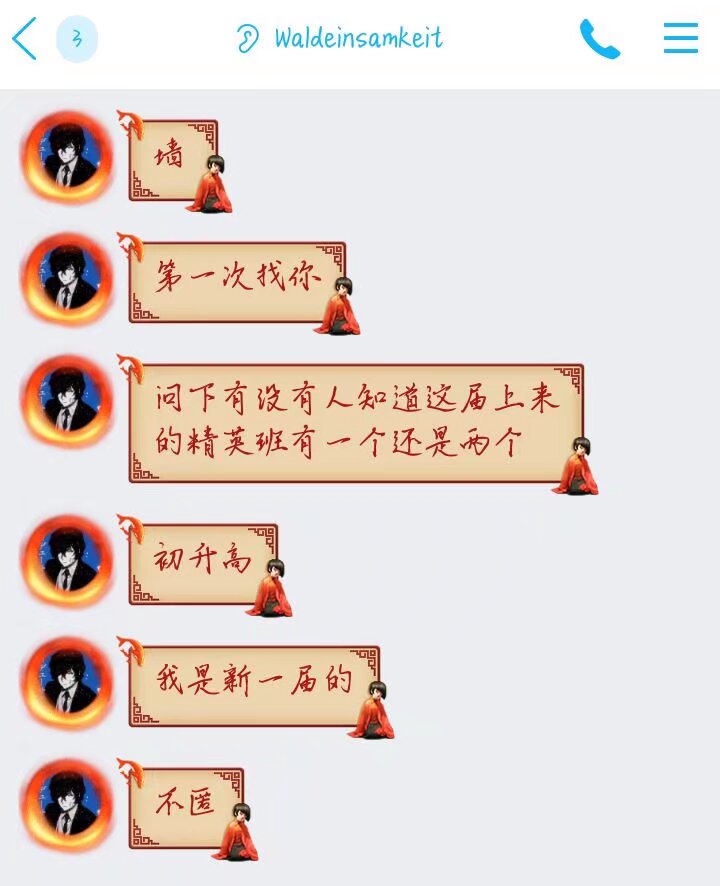 3
Waldeinsamkeit
墙
第一次找你
问下有没有人知道这届上来
的精英班有一个还是两个
初升高
我是新一届的
不匿